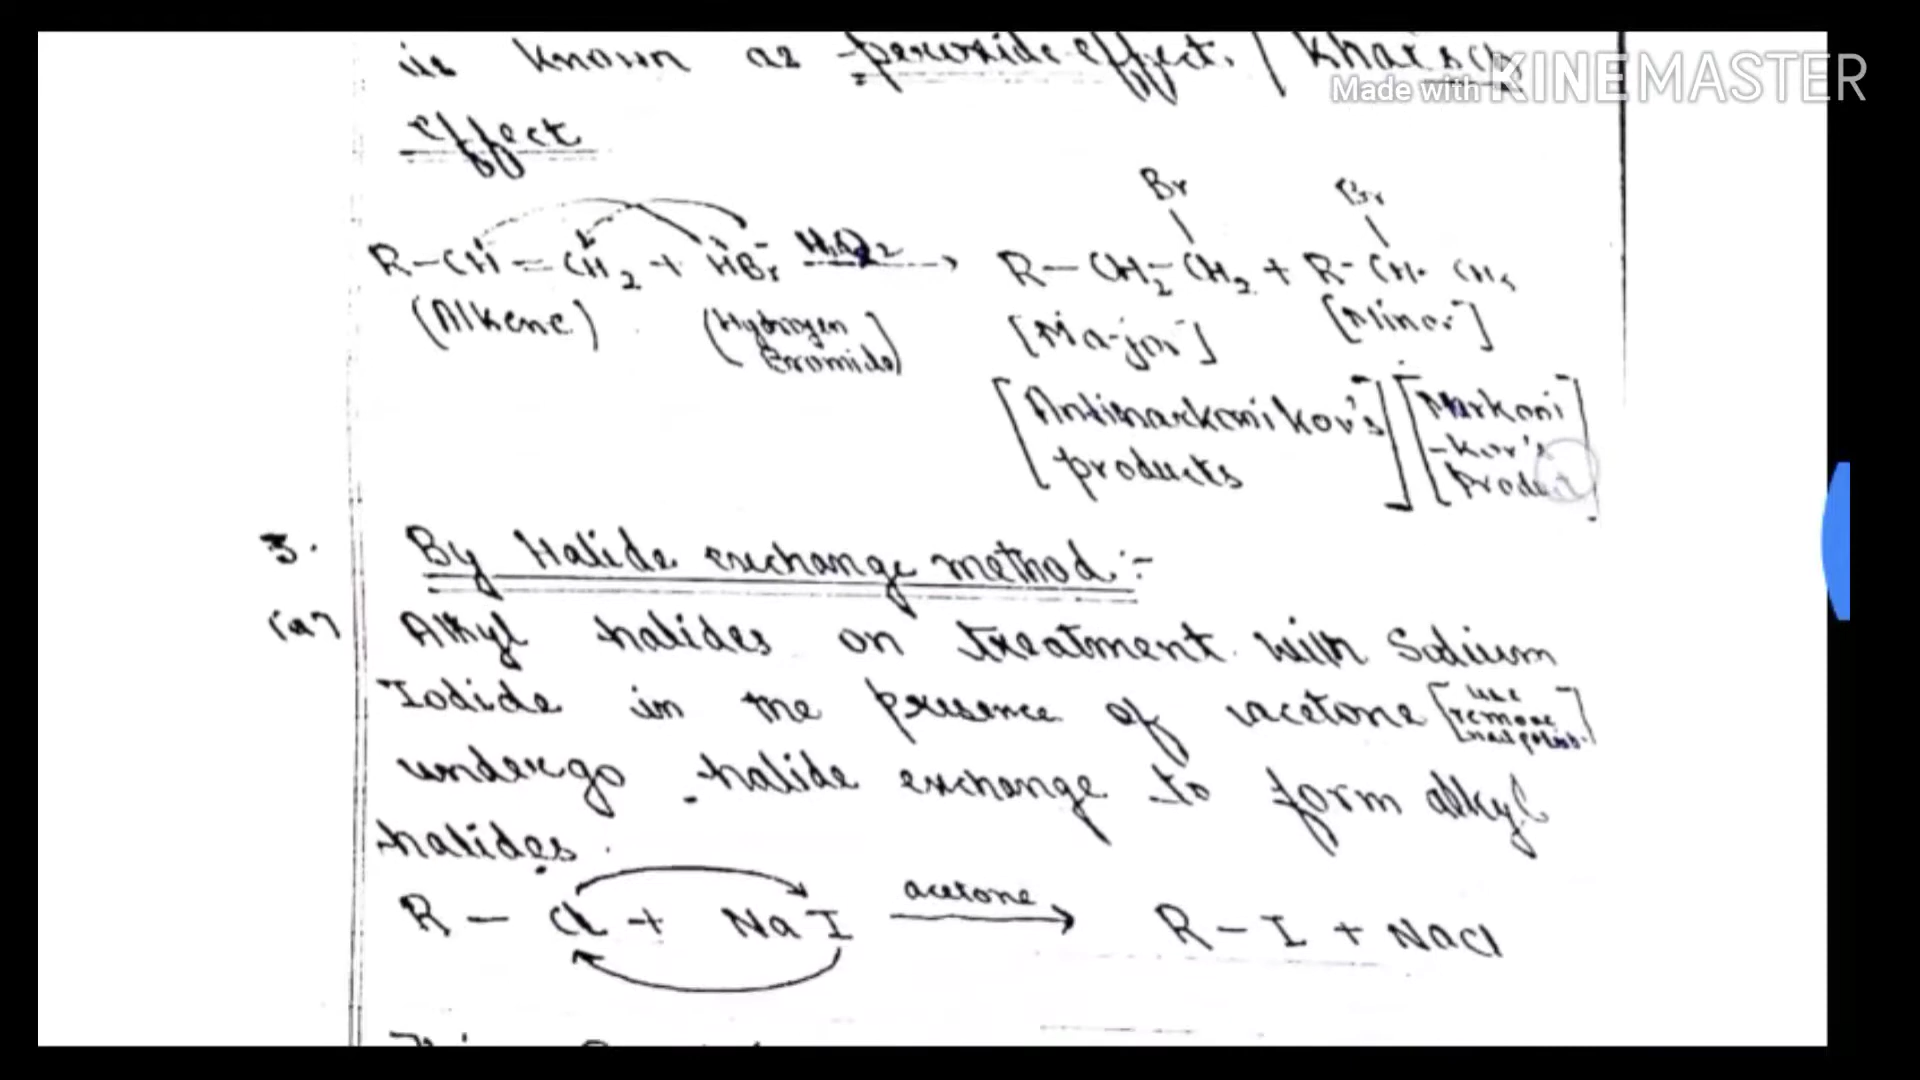 is known as peroxide effect. / Kharsch
effect
Made with KINEMASTER
Br Br
R-CH=CH2 + HBr H2O2 → R-CH2-CH2 + R-CH-CH3
(Alkene) (Hydrogen [Major] [Minor]
Bromide)
[Antimarkonikov's [Markoni
products] -kov's
Product]
3. By Halide exchange method :-
(a) Alkyl halides on treatment with Sodium
Iodide in the presence of acetone [use
remove
undergo halide exchange to form alkyl
halides.
R - Cl + NaI acetone → R - I + NaCl